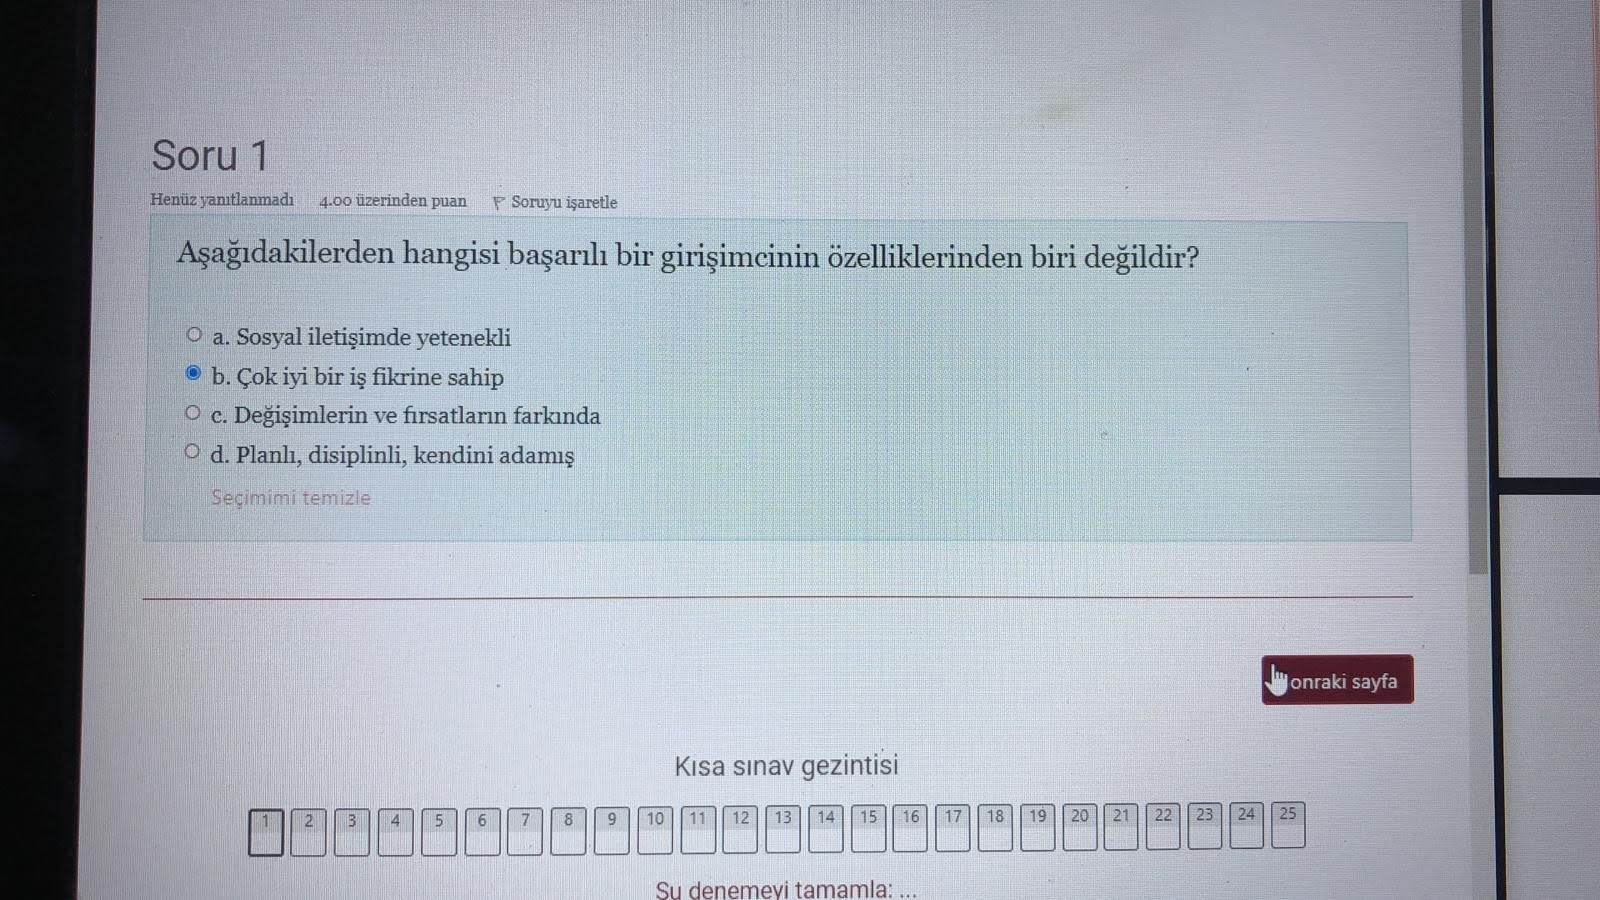 Soru 1
Henüz yanıtlanmadı 4.00 üzerinden puan Soruyu işaretle
Aşağıdakilerden hangisi başarılı bir girişimcinin özelliklerinden biri değildir?
a. Sosyal iletişimde yetenekli
b. Çok iyi bir iş fikrine sahip
c. Değişimlerin ve fırsatların farkında
d. Planlı, disiplinli, kendini adamış
Seçimimi temizle
onraki sayfa
Kısa sınav gezintisi
1 2 3 4 5 6 7 8 9 10 11 12 13 14 15 16 17 18 19 20 21 22 23 24 25
Şu denemeyi tamamla: ...